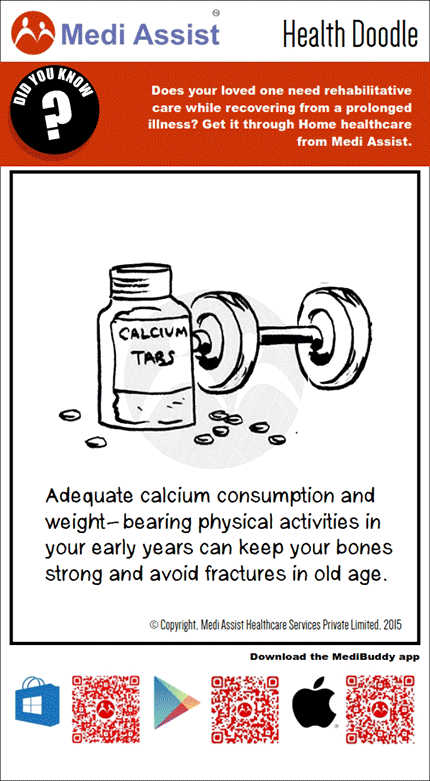 Medi Assist
®
Health Doodle
DID YOU KNOW
?
Does your loved one need rehabilitative
care while recovering from a prolonged
illness? Get it through Home healthcare
from Medi Assist.
CALCIUM
TABS
Adequate calcium consumption and
weight-bearing physical activities in
your early years can keep your bones
strong and avoid fractures in old age.
© Copyright. Medi Assist Healthcare Services Private Limited. 2015
Download the MediBuddy app